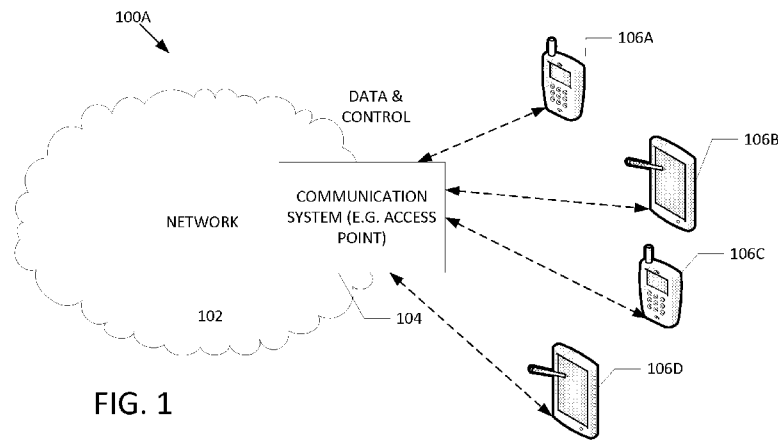 100A
106A
DATA &
CONTROL
106B
COMMUNICATION
SYSTEM (E.G. ACCESS
POINT)
NETWORK
106C
102
104
106D
FIG. 1